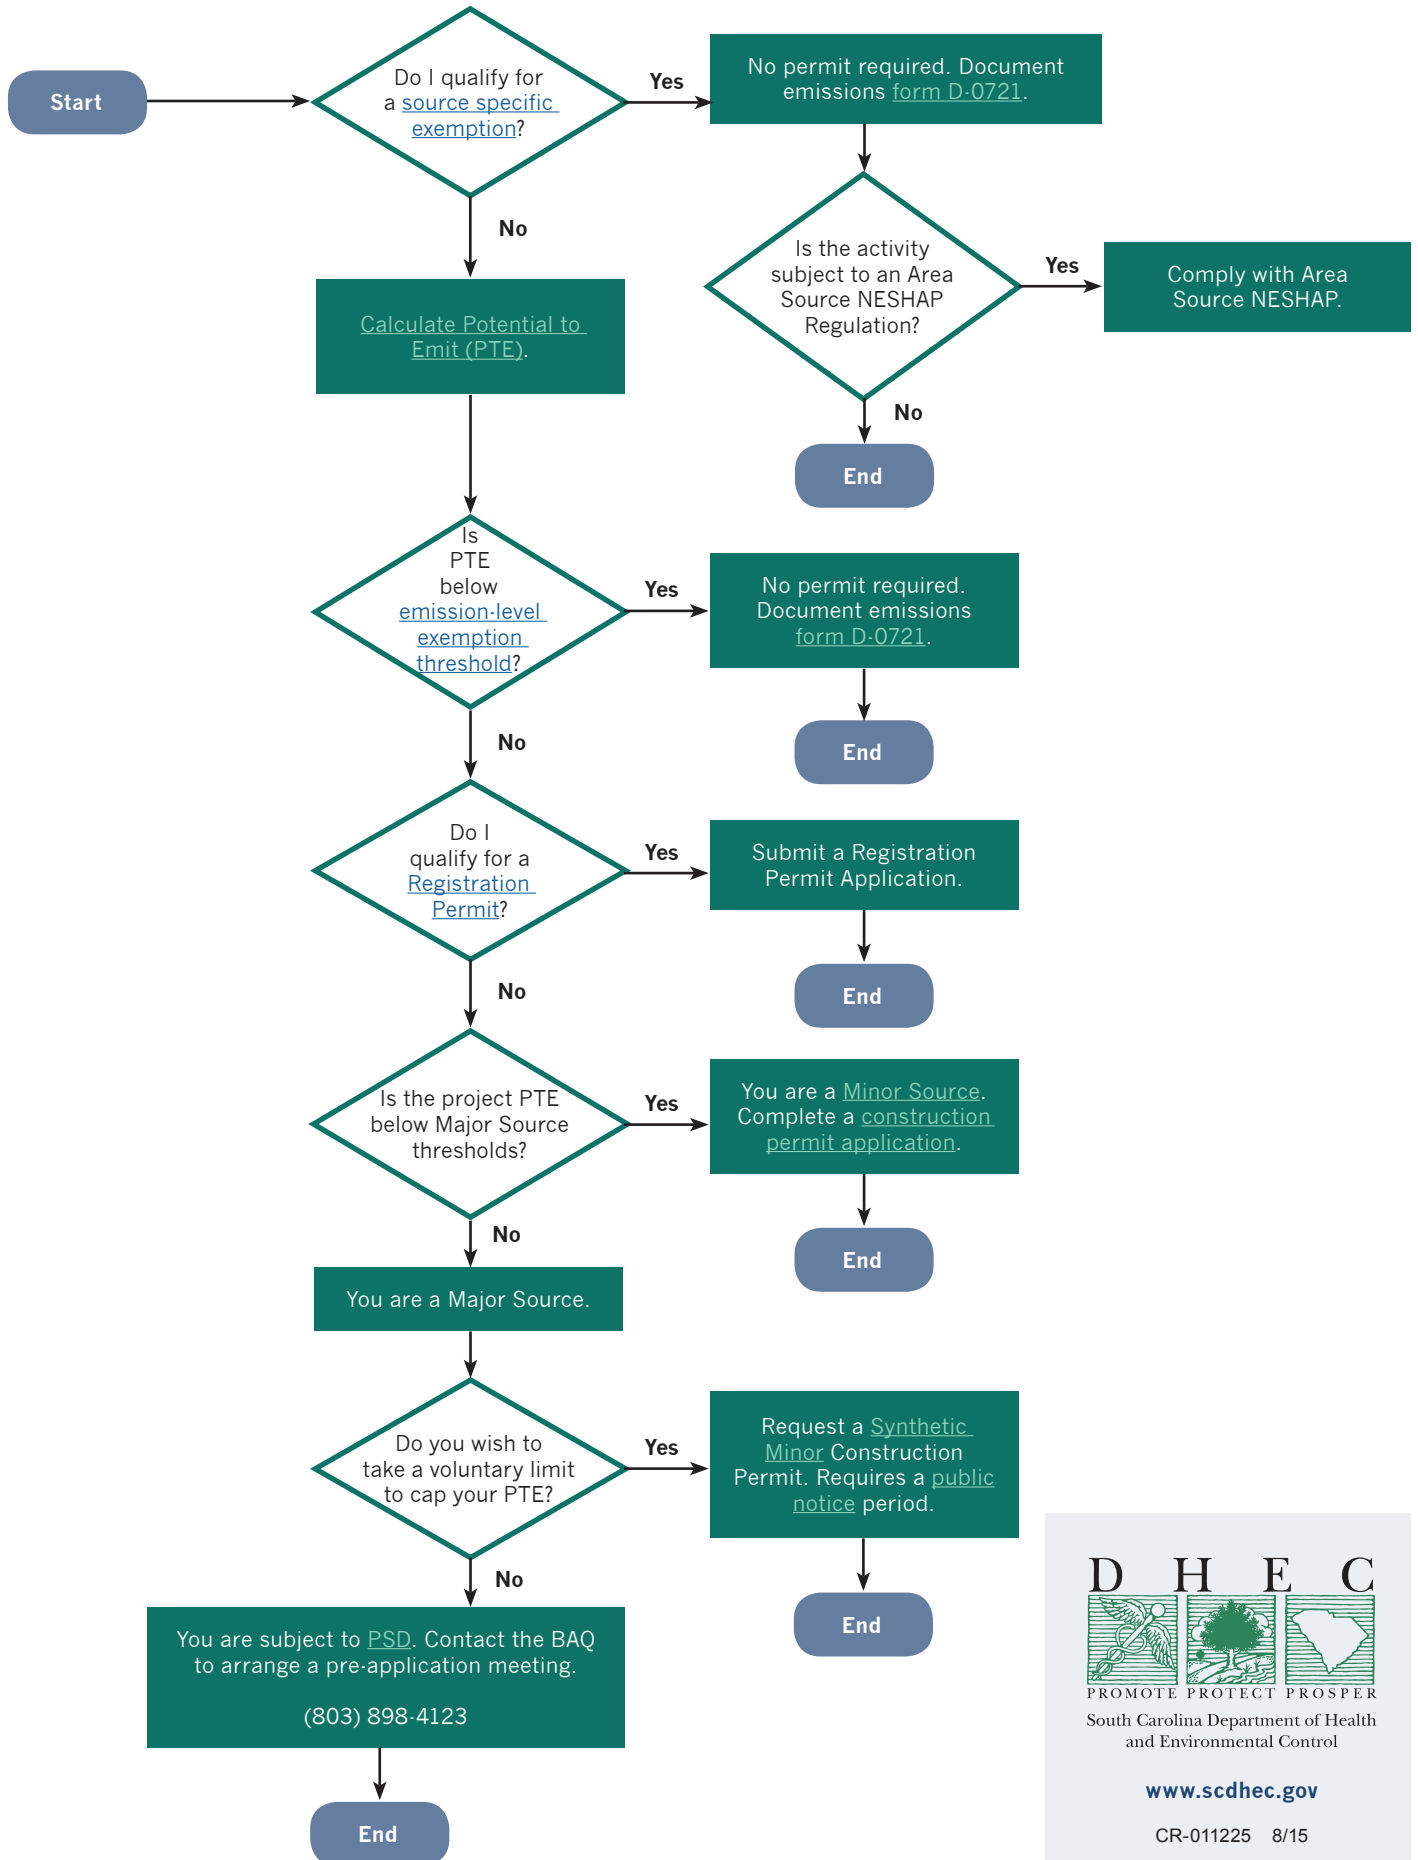 Start
Do I qualify for
a source specific
exemption?
Yes
No permit required. Document
emissions form D-0721.
No
Is the activity
subject to an Area
Source NESHAP
Regulation?
Yes
Comply with Area
Source NESHAP.
No
End
Calculate Potential to
Emit (PTE).
Is
PTE
below
emission-level
exemption
threshold?
Yes
No permit required.
Document emissions
form D-0721.
End
No
Do I
qualify for a
Registration
Permit?
Yes
Submit a Registration
Permit Application.
End
No
Is the project PTE
below Major Source
thresholds?
Yes
You are a Minor Source.
Complete a construction
permit application.
End
No
You are a Major Source.
Do you wish to
take a voluntary limit
to cap your PTE?
Yes
Request a Synthetic
Minor Construction
Permit. Requires a public
notice period.
End
No
You are subject to PSD. Contact the BAQ
to arrange a pre-application meeting.
(803) 898-4123
End
D H E C
PROMOTE PROTECT PROSPER
South Carolina Department of Health
and Environmental Control
www.scdhec.gov
CR-011225 8/15